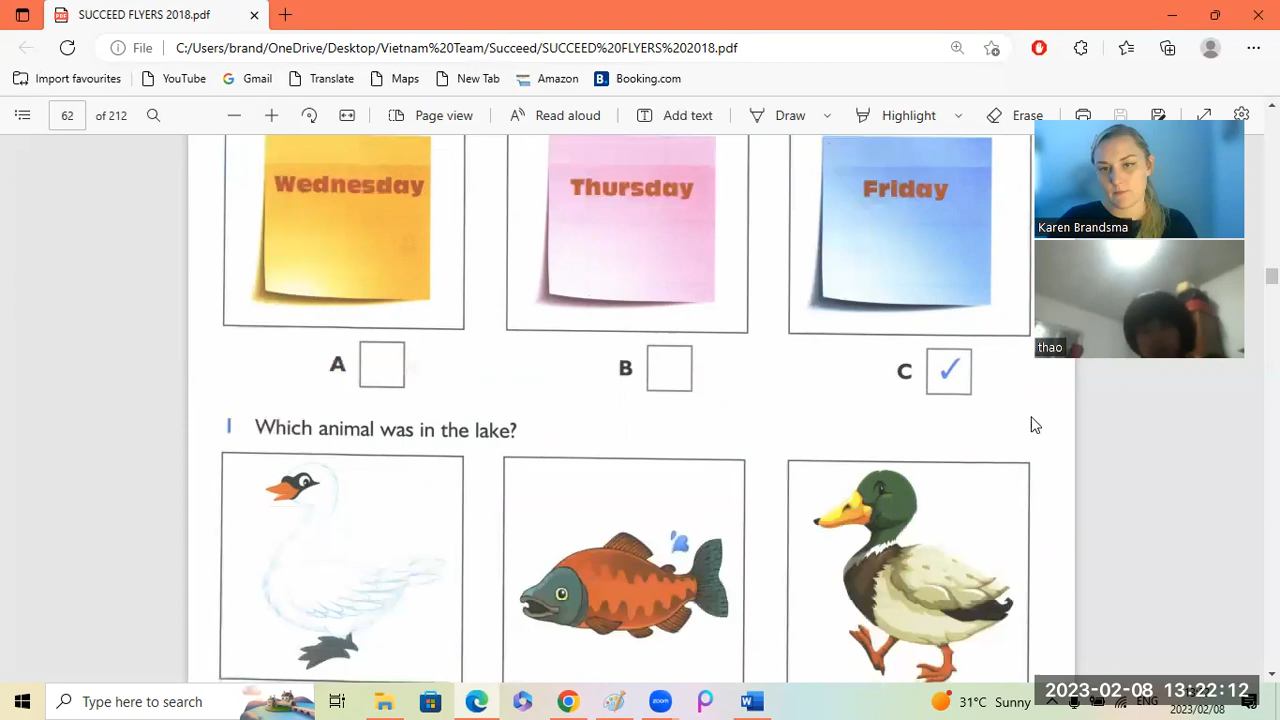 SUCCEED FLYERS 2018.pdf
File C:/Users/brand/OneDrive/Desktop/Vietnam%20Team/Succeed/SUCCEED%20FLYERS%202018.pdf
Import favourites YouTube Gmail Translate Maps New Tab Amazon B. Booking.com
62 of 212 Page view Read aloud Add text Draw Highlight Erase
Wednesday Thursday Friday
Karen Brandsma
thao
A B C
1 Which animal was in the lake?
Type here to search 31°C Sunny ENG
2023-02-08 13:22:12
2023/02/08